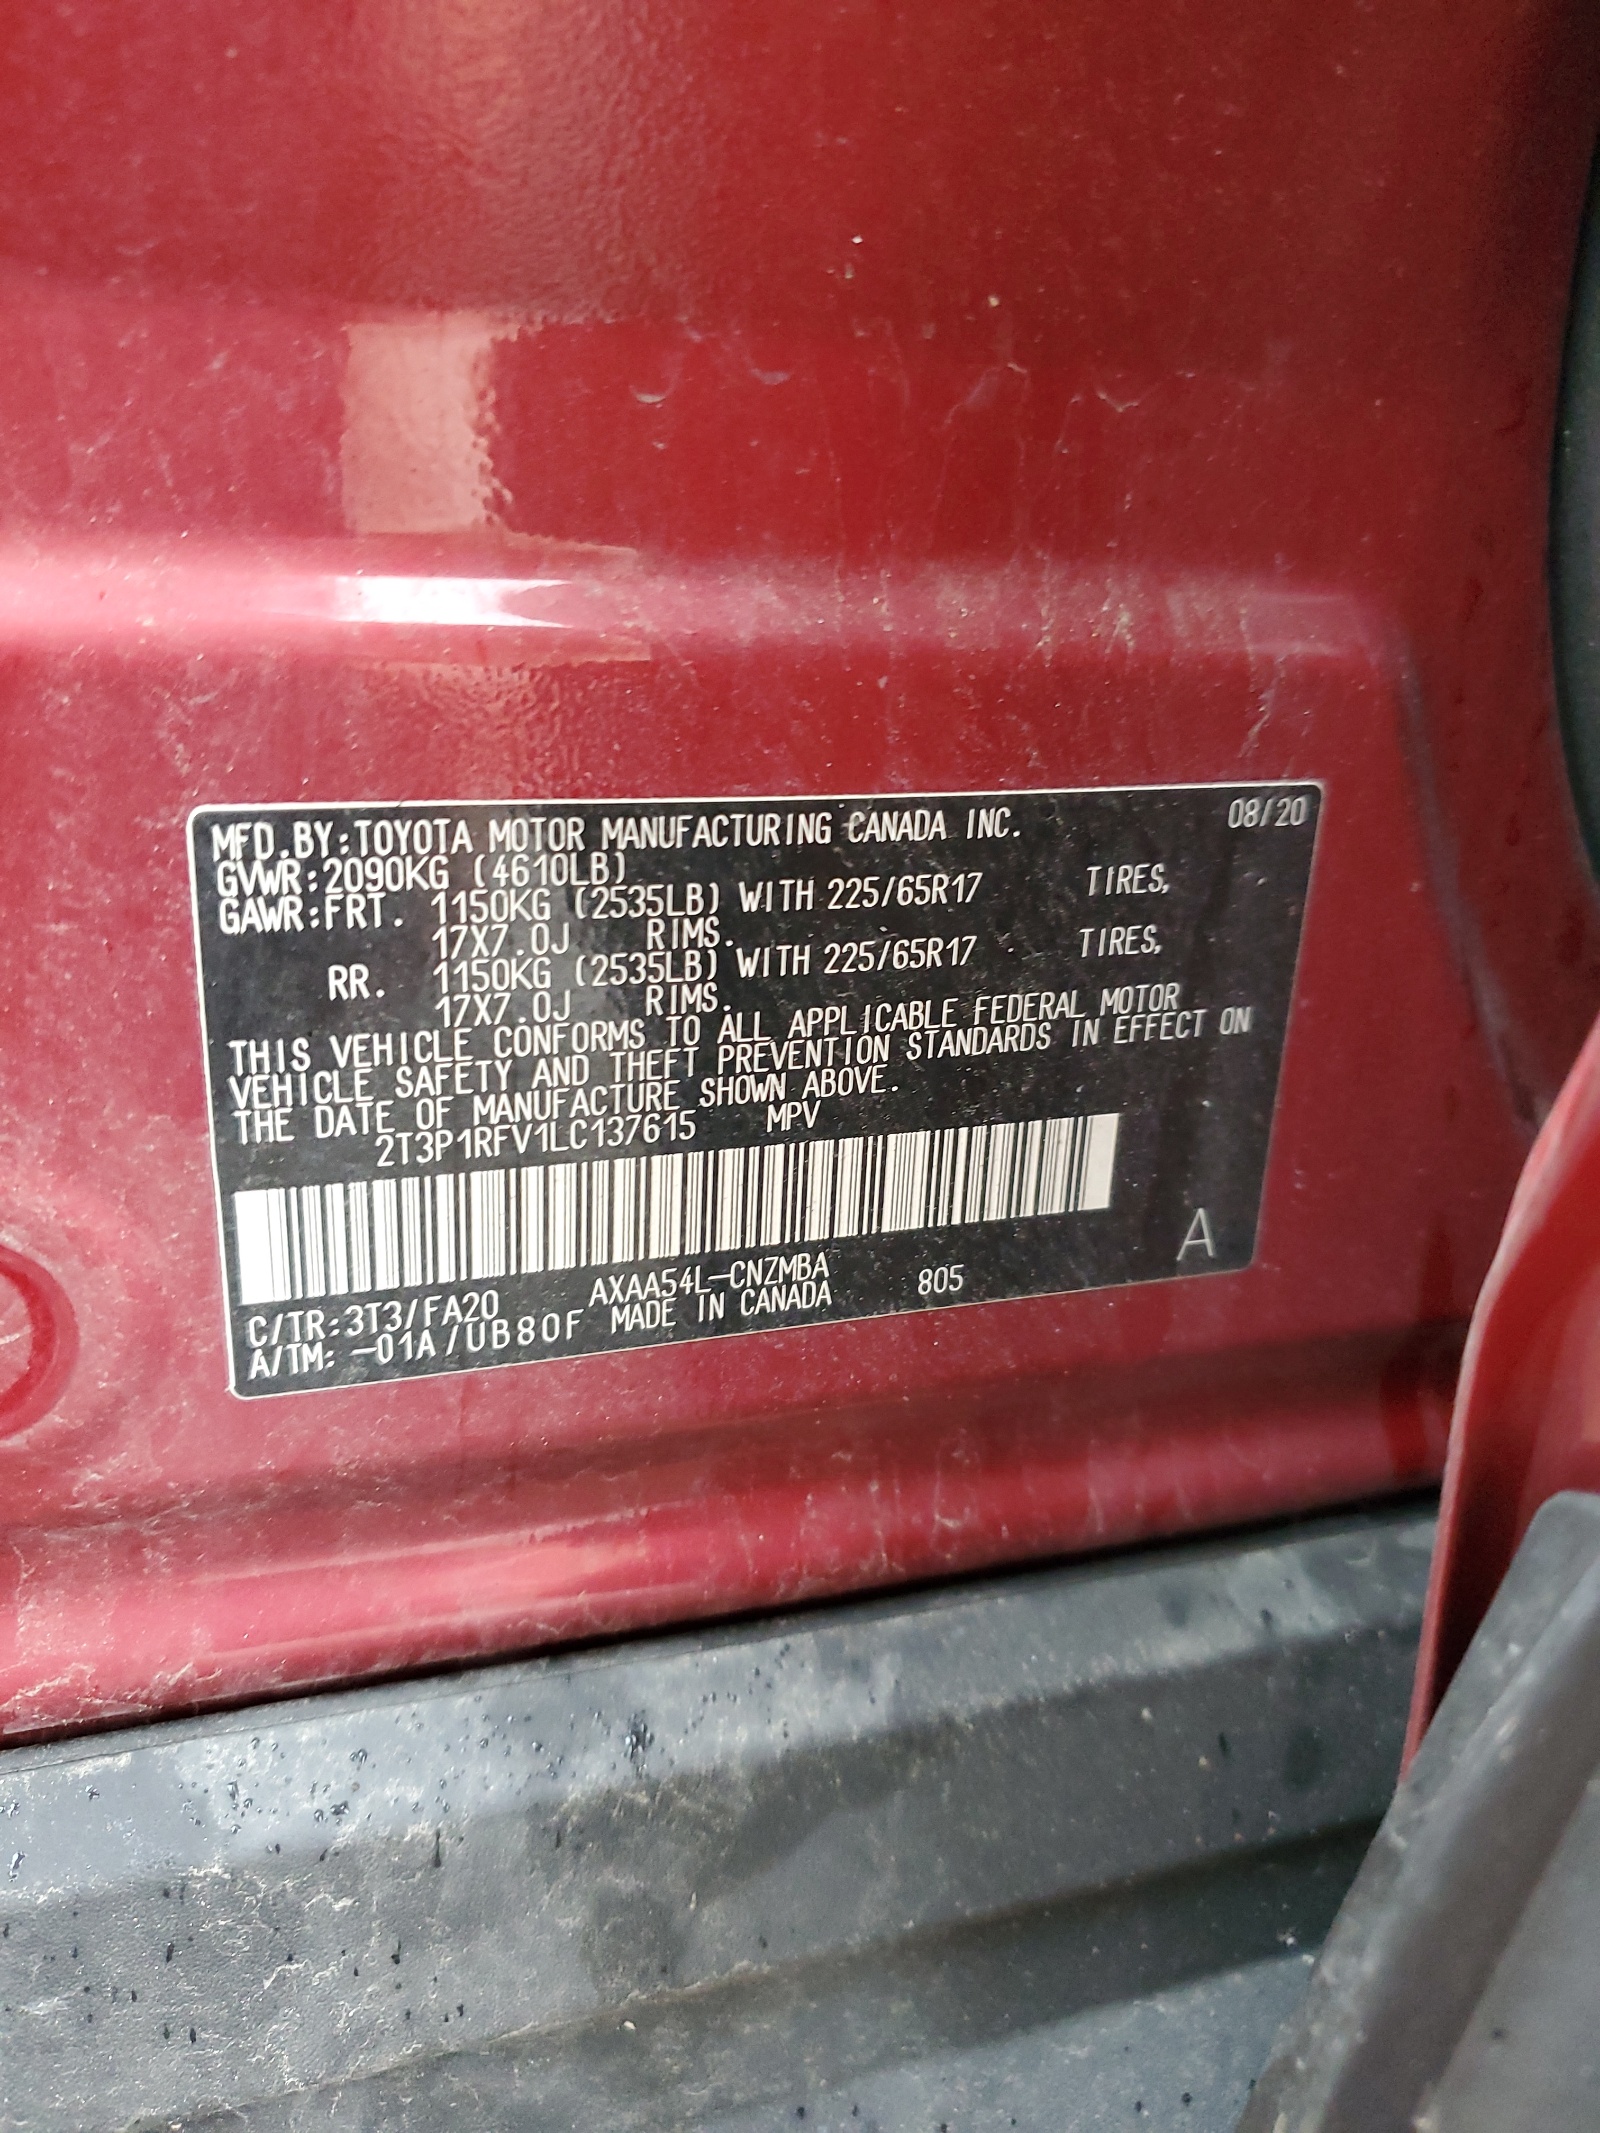 MFD.BY:TOYOTA MOTOR MANUFACTURING CANADA INC. 08/20
GVWR:2090KG (4610LB)
GAWR:FRT. 1150KG (2535LB) WITH 225/65R17 TIRES,
17X7.0J RIMS.
RR. 1150KG (2535LB) WITH 225/65R17 TIRES,
17X7.0J RIMS.
THIS VEHICLE CONFORMS TO ALL APPLICABLE FEDERAL MOTOR
VEHICLE SAFETY AND THEFT PREVENTION STANDARDS IN EFFECT ON
THE DATE OF MANUFACTURE SHOWN ABOVE.
2T3P1RFV1LC137615 MPV
A
C/TR:3T3/FA20 AXAA54L-CNZMBA 805
A/TM: -01A/UB80F MADE IN CANADA